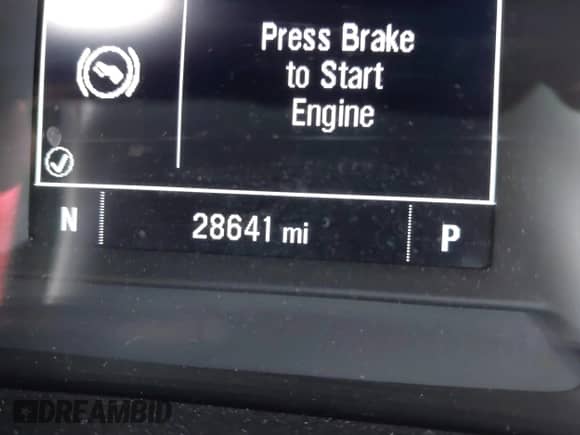 Press Brake
to Start
Engine
N 28641 mi P
DREAMBID